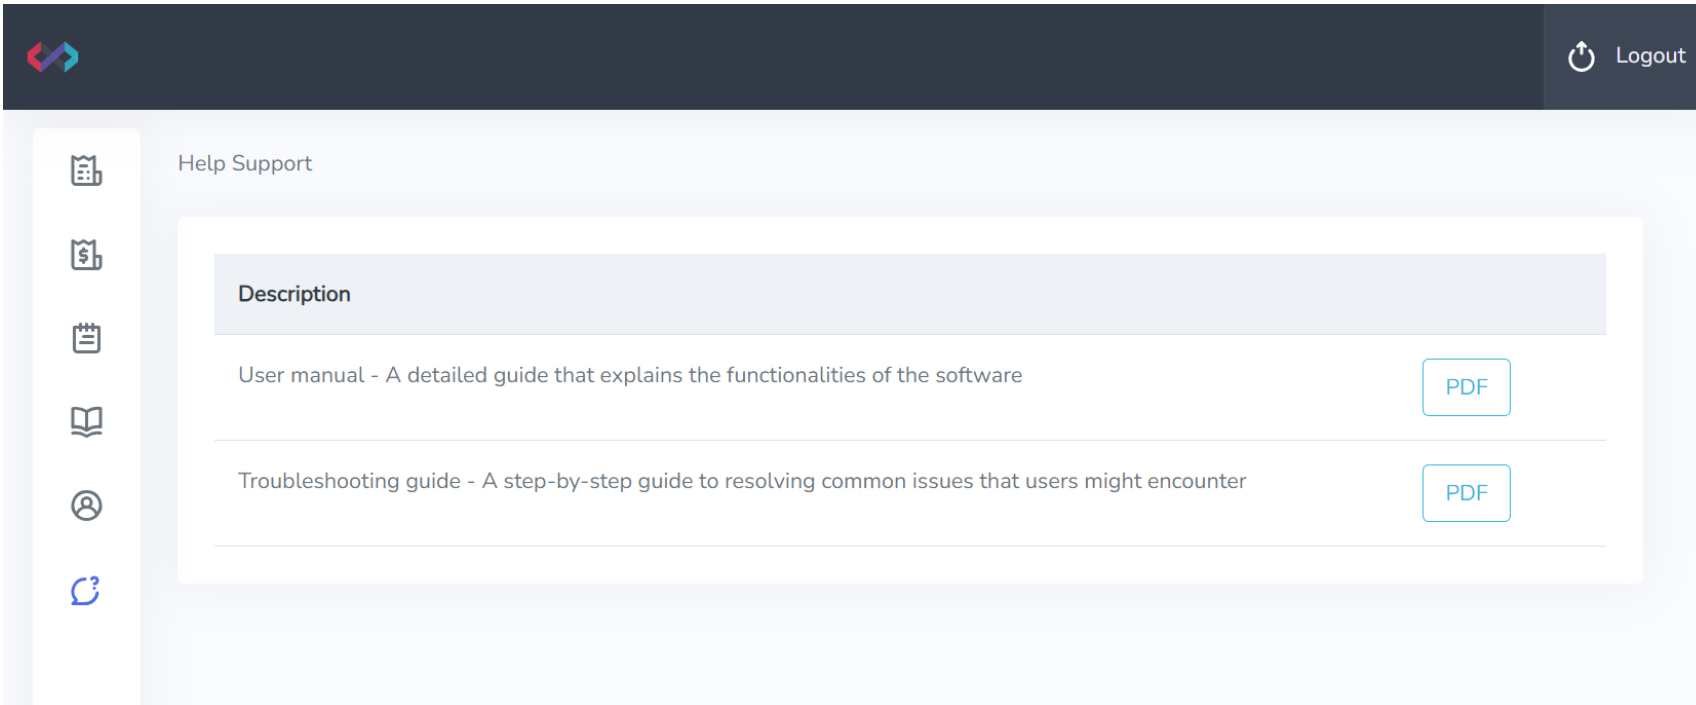 Logout
Help Support
Description
User manual - A detailed guide that explains the functionalities of the software
PDF
Troubleshooting guide - A step-by-step guide to resolving common issues that users might encounter
PDF